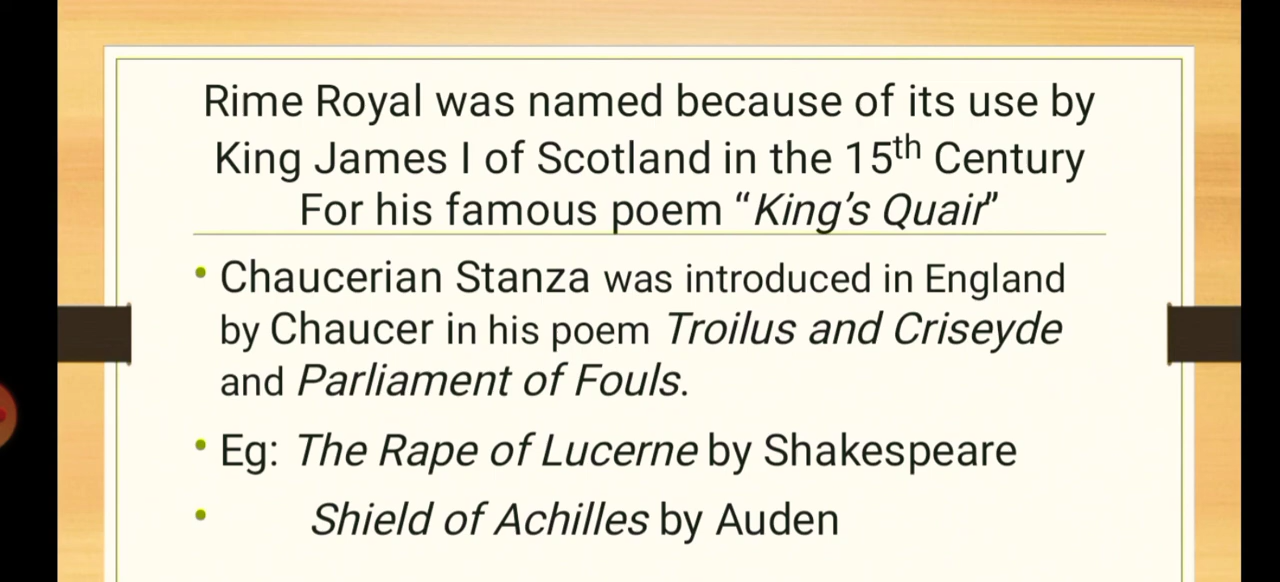 Rime Royal was named because of its use by
King James I of Scotland in the 15th Century
For his famous poem “King’s Quair”
• Chaucerian Stanza was introduced in England
by Chaucer in his poem Troilus and Criseyde
and Parliament of Fouls.
• Eg: The Rape of Lucerne by Shakespeare
• Shield of Achilles by Auden